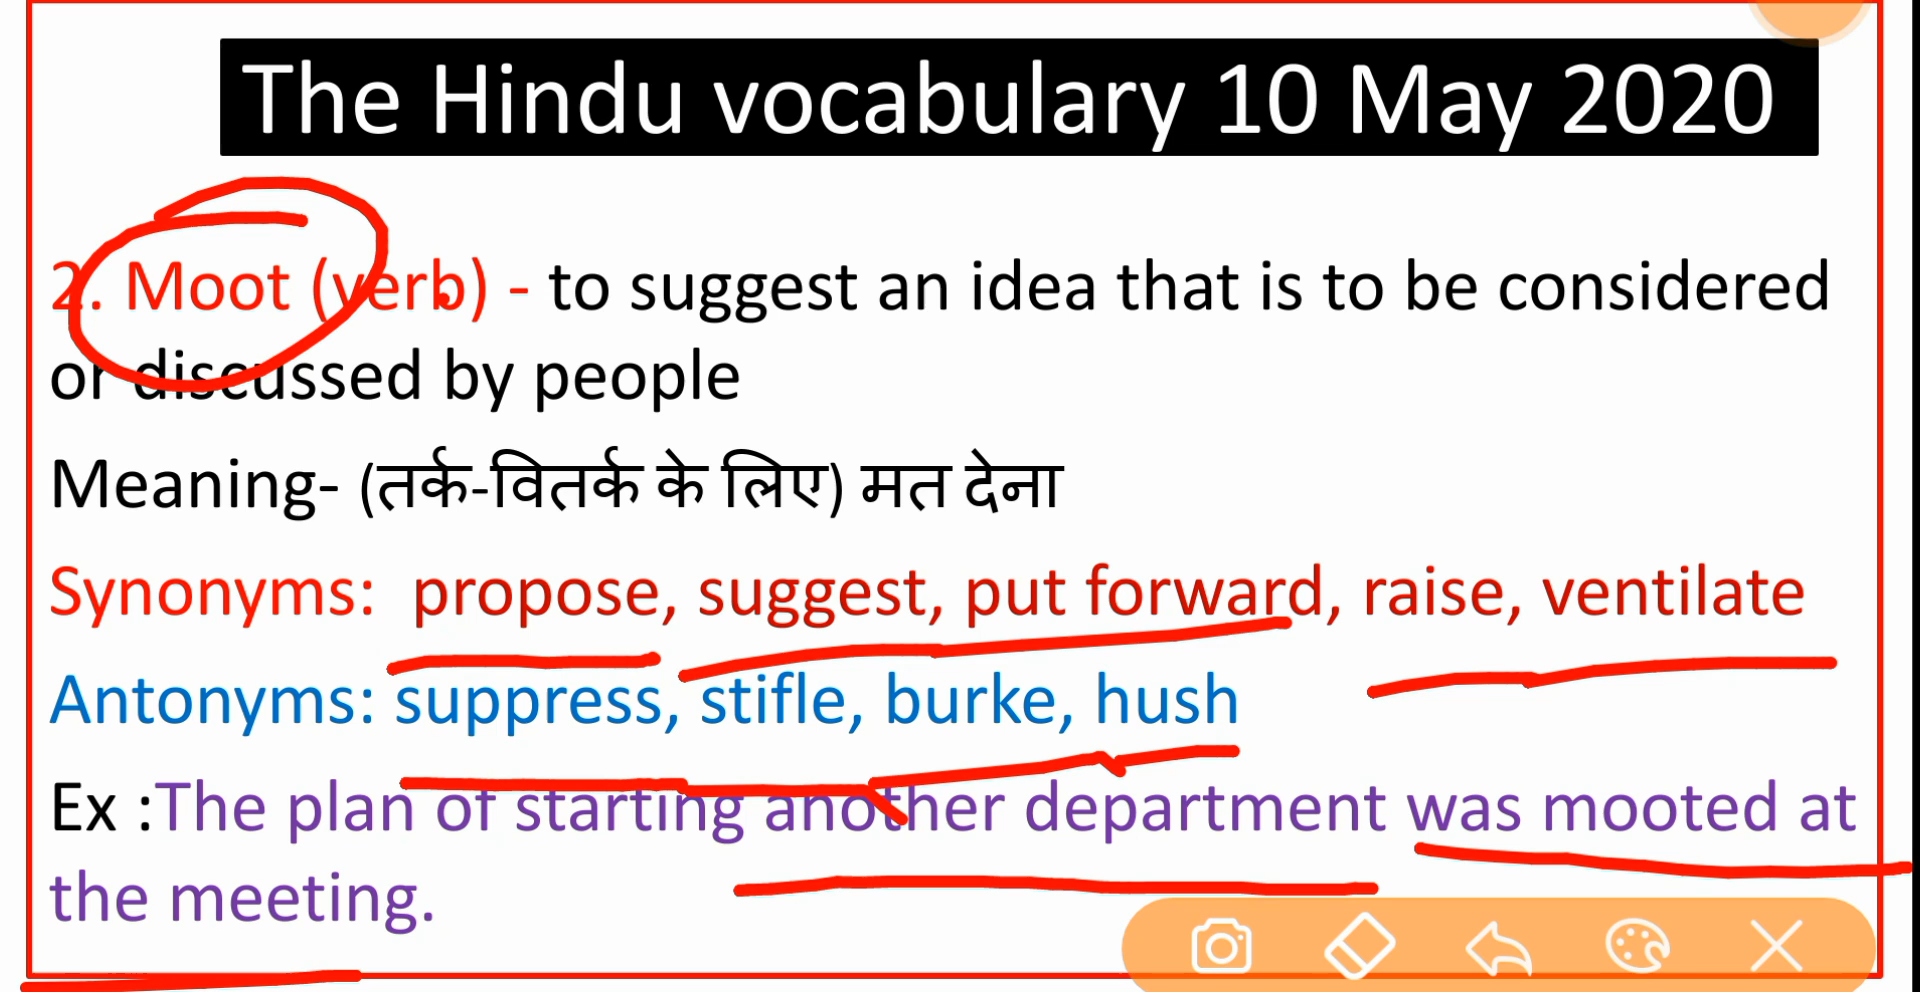 The Hindu vocabulary 10 May 2020
2. Moot (verb) - to suggest an idea that is to be considered
or discussed by people
Meaning- (तर्क-वितर्क के लिए) मत देना
Synonyms: propose, suggest, put forward, raise, ventilate
Antonyms: suppress, stifle, burke, hush
Ex :The plan of starting another department was mooted at
the meeting.